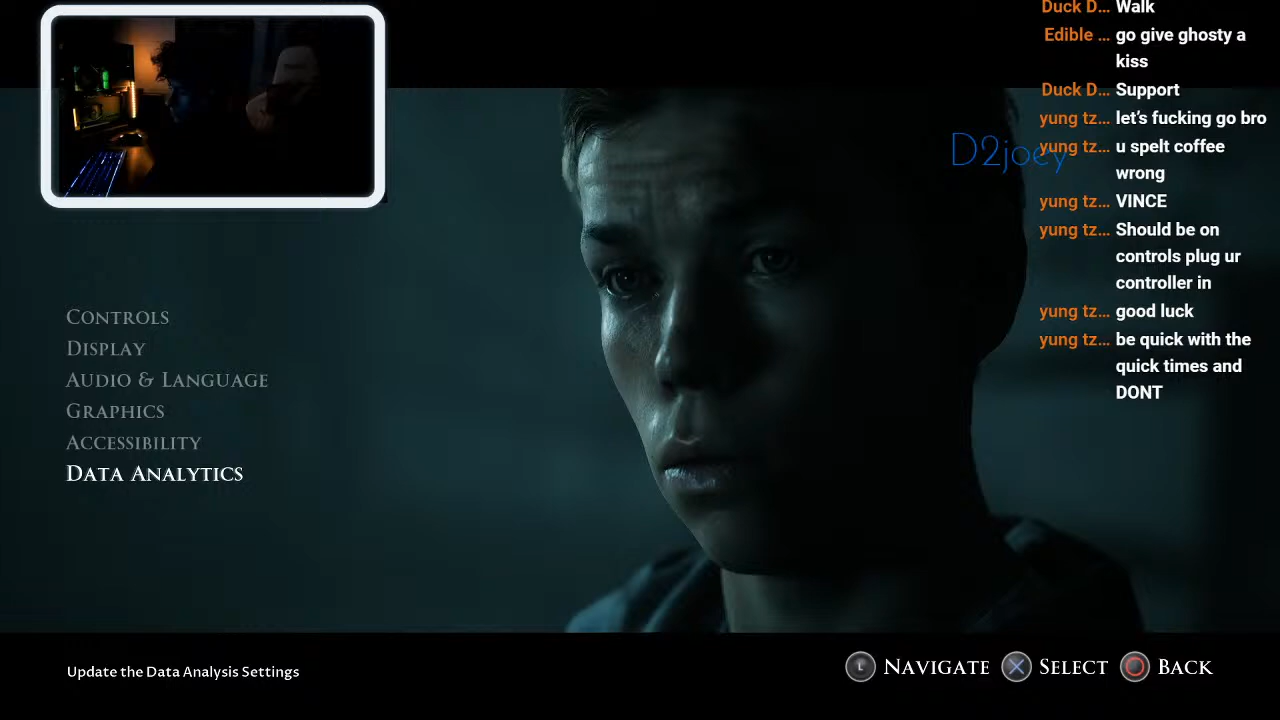 Duck D... Walk
Edible ... go give ghosty a
kiss
Duck D... Support
yung tz... let's fucking go bro
yung tz... u spelt coffee
wrong
yung tz... VINCE
yung tz... Should be on
controls plug ur
controller in
yung tz... good luck
yung tz... be quick with the
quick times and
DONT
D2joey
CONTROLS
DISPLAY
AUDIO & LANGUAGE
GRAPHICS
ACCESSIBILITY
DATA ANALYTICS
Update the Data Analysis Settings
L NAVIGATE SELECT BACK